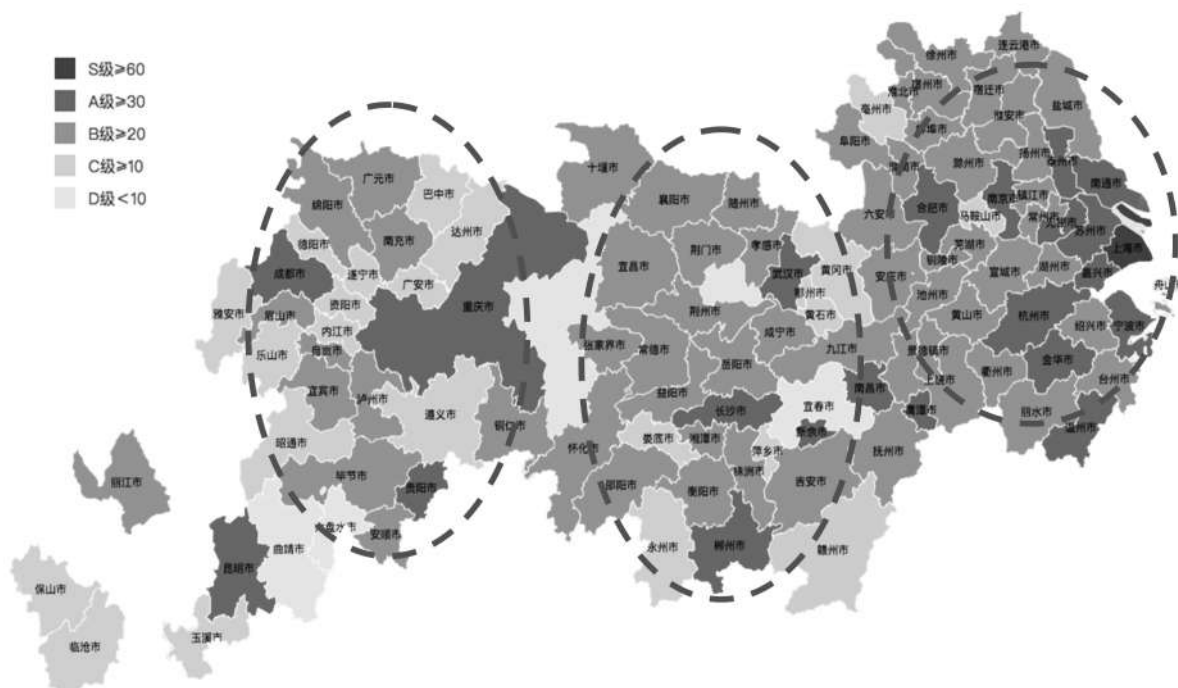 S级≥60
A级≥30
B级≥20
C级≥10
D级<10
连云港市
徐州市
宿州市
淮北市
宿迁市
亳州市
淮安市
盐城市
阜阳市
扬州市
滁州市
南通市
镇江市
六安
合肥市
马鞍山市
常州市
苏州市
上海市
芜湖市
铜陵市
宣城市
湖州市
嘉兴市
安庆市
池州市
黄山市
杭州市
绍兴市
宁波市
金华市
台州市
景德镇市
上饶市
衢州市
丽水市
温州市
鹰潭市
抚州市
南昌市
九江市
十堰市
襄阳市
随州市
荆门市
孝感市
宜昌市
武汉市
黄冈市
鄂州市
黄石市
荆州市
咸宁市
张家界市
常德市
岳阳市
益阳市
长沙市
宜春市
新余市
娄底市
湘潭市
萍乡市
株洲市
怀化市
邵阳市
衡阳市
吉安市
永州市
郴州市
赣州市
广元市
巴中市
绵阳市
达州市
南充市
德阳市
成都市
遂宁市
广安市
雅安市
资阳市
重庆市
眉山市
内江市
乐山市
宜宾市
泸州市
遵义市
铜仁市
昭通市
毕节市
贵阳市
安顺市
曲靖市
昆明市
丽江市
保山市
临沧市
玉溪市